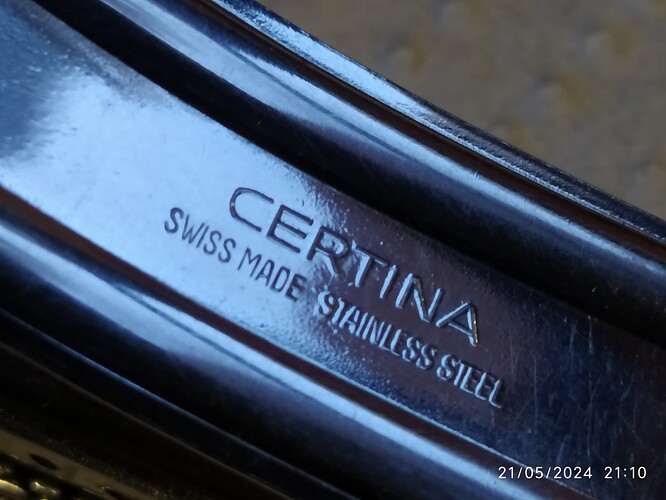 CERTINA
SWISS MADE STAINLESS STEEL
21/05/2024 21:10